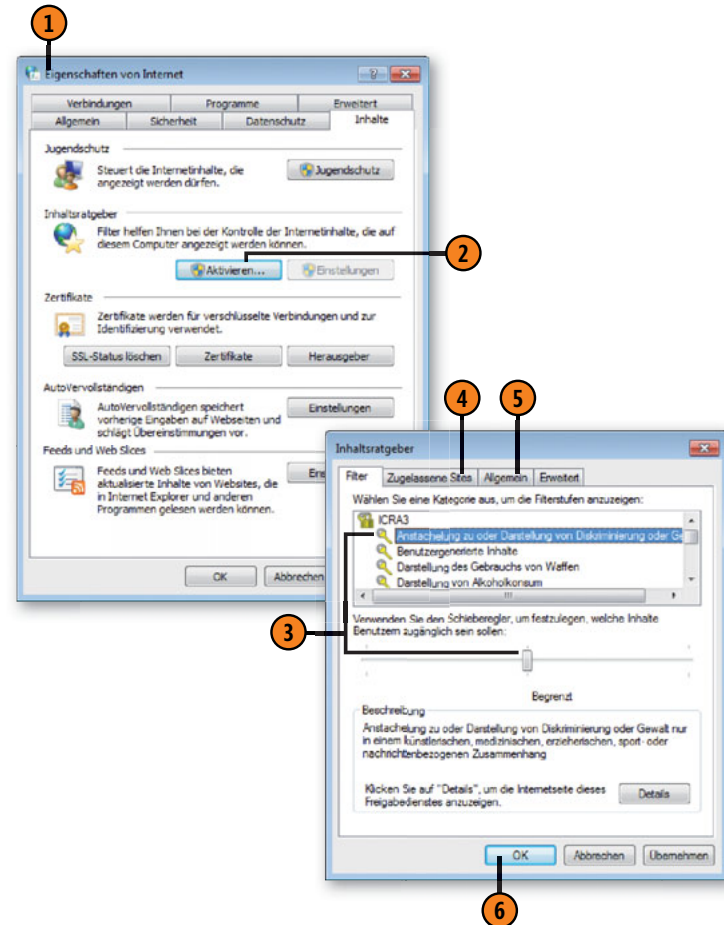 1
Eigenschaften von Internet
Verbindungen Programme Erweitert
Allgemein Sicherheit Datenschutz Inhalte
Jugendschutz
Steuert die Internetinhalte, die
angezeigt werden dürfen.
Jugendschutz
Inhaltsratgeber
Filter helfen Ihnen bei der Kontrolle der Internetinhalte, die auf
diesem Computer angezeigt werden können.
2
Aktivieren... Einstellungen
Zertifikate
Zertifikate werden für verschlüsselte Verbindungen und zur
Identifizierung verwendet.
SSL-Status löschen Zertifikate Herausgeber
AutoVervollständigen
AutoVervollständigen speichert
vorherige Eingaben auf Webseiten und
schlägt Übereinstimmungen vor.
Einstellungen
Feeds und Web Slices
Feeds und Web Slices bieten
aktualisierte Inhalte von Websites, die
in Internet Explorer und anderen
Programmen gelesen werden können.
Ens
OK Abbrechen
4 5
Inhaltsratgeber
Filter Zugelassene Sites Allgemein Erweitert
Wählen Sie eine Kategorie aus, um die Filterstufen anzuzeigen:
ICRA3
Anstachelung zu oder Darstellung von Diskriminierung oder Ge
Benutzergenerierte Inhalte
Darstellung des Gebrauchs von Waffen
Darstellung von Alkoholkonsum
3
Verwenden Sie den Schieberegler, um festzulegen, welche Inhalte
Benutzern zugänglich sein sollen:
Begrenzt
Beschreibung
Anstachelung zu oder Darstellung von Diskriminierung oder Gewalt nur
in einem künstlerischen, medizinischen, erzieherischen, sport- oder
nachrichtenbezogenen Zusammenhang
Klicken Sie auf "Details", um die Internetseite dieses
Freigabedienstes anzuzeigen.
Details
OK Abbrechen Übernehmen
6